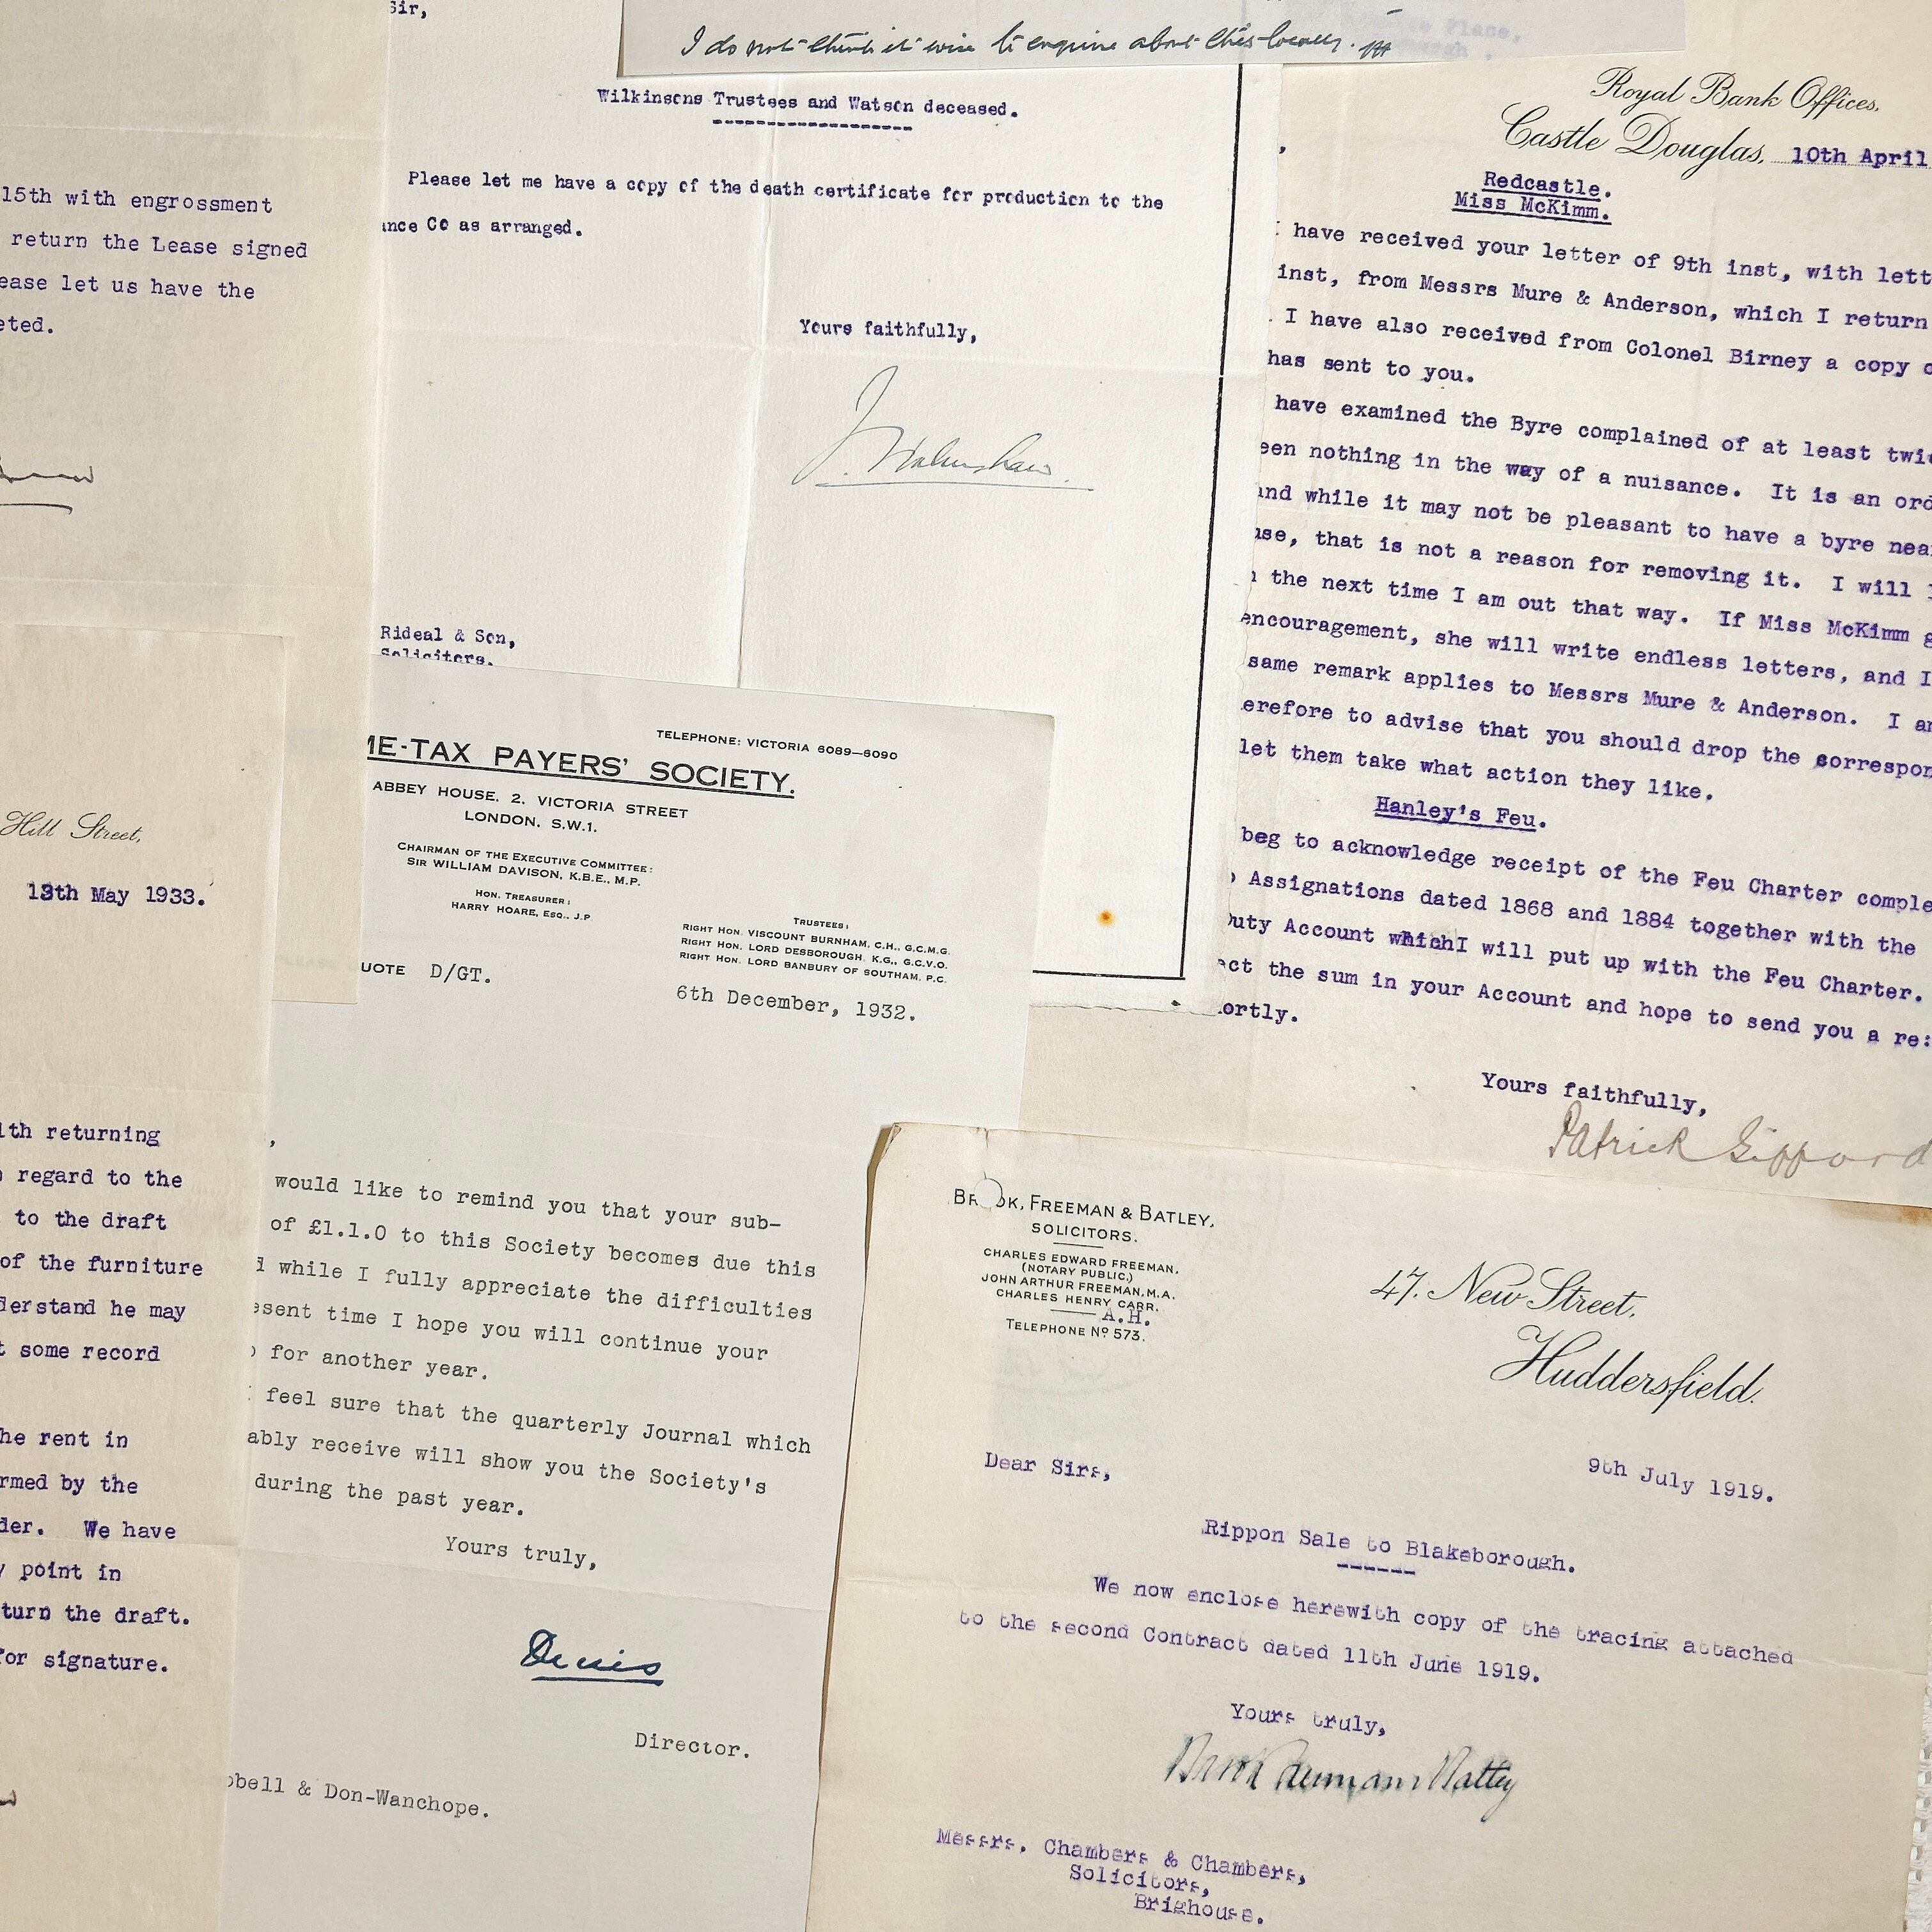 I do not think it wise to enquire about this locally.
Place,
Sir,
Wilkinsons Trustees and Watson deceased.
Please let me have a copy of the death certificate for production to the
ance Co as arranged.
Yours faithfully,
Rideal & Son,
Solicitors.
15th with engrossment
return the Lease signed
ease let us have the
eted.
Royal Bank Offices,
Castle Douglas, 10th April
Redcastle.
Miss McKimm.
have received your letter of 9th inst, with lett
inst, from Messrs Mure & Anderson, which I return
I have also received from Colonel Birney a copy o
has sent to you.
have examined the Byre complained of at least twi
een nothing in the way of a nuisance. It is an ord
and while it may not be pleasant to have a byre nea
use, that is not a reason for removing it. I will
the next time I am out that way. If Miss McKimm g
encouragement, she will write endless letters, and I
same remark applies to Messrs Mure & Anderson. I am
erefore to advise that you should drop the correspon
let them take what action they like.
Hanley's Feu.
beg to acknowledge receipt of the Feu Charter comple
Assignations dated 1868 and 1884 together with the
Duty Account which I will put up with the Feu Charter.
ect the sum in your Account and hope to send you a re:
ortly.
Yours faithfully,
Patrick Gifford
ME-TAX PAYERS' SOCIETY.
TELEPHONE: VICTORIA 6089—6090
ABBEY HOUSE, 2, VICTORIA STREET
LONDON, S.W.1.
CHAIRMAN OF THE EXECUTIVE COMMITTEE:
SIR WILLIAM DAVISON, K.B.E., M.P.
HON. TREASURER:
HARRY HOARE, ESQ., J.P.
TRUSTEES:
RIGHT HON. VISCOUNT BURNHAM, C.H., G.C.M.G.
RIGHT HON. LORD DESBOROUGH, K.G., G.C.V.O.
RIGHT HON. LORD BANBURY OF SOUTHAM, P.C.
UOTE D/GT.
6th December, 1932.
would like to remind you that your sub-
of £1.1.0 to this Society becomes due this
d while I fully appreciate the difficulties
esent time I hope you will continue your
for another year.
feel sure that the quarterly Journal which
ably receive will show you the Society's
during the past year.
Yours truly,
Director.
pbell & Don-Wanchope.
Hill Street,
13th May 1933.
1th returning
regard to the
to the draft
of the furniture
derstand he may
t some record
he rent in
rmed by the
der. We have
y point in
turn the draft.
for signature.
BROOK, FREEMAN & BATLEY,
SOLICITORS.
CHARLES EDWARD FREEMAN,
(NOTARY PUBLIC.)
JOHN ARTHUR FREEMAN, M.A.
CHARLES HENRY CARR.
A.H.
TELEPHONE No 573.
47, New Street,
Huddersfield.
9th July 1919.
Dear Sirs,
Rippon Sale to Blakeborough.
We now enclose herewith copy of the tracing attached
to the second Contract dated 11th June 1919.
Yours truly,
Brook Freeman & Batley
Messrs. Chambers & Chambers,
Solicitors,
Brighouse.